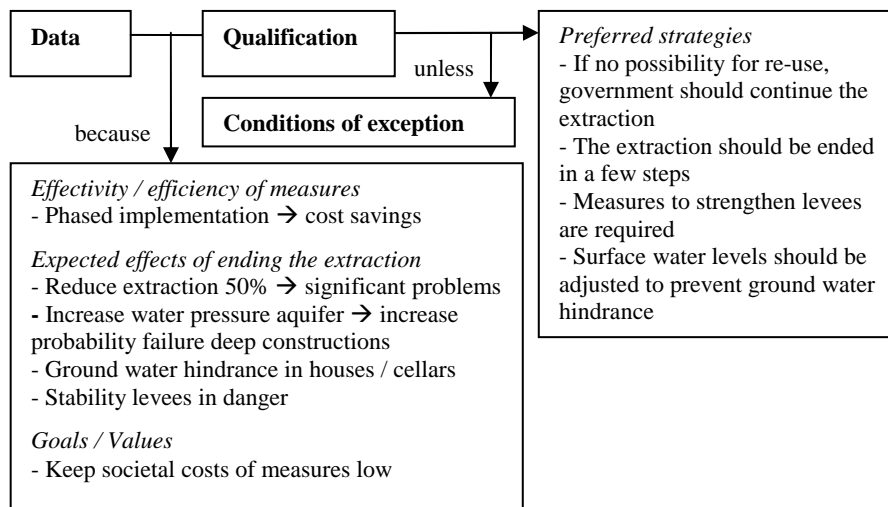 Data
Qualification
unless
Conditions of exception
because
Preferred strategies
- If no possibility for re-use,
government should continue the
extraction
- The extraction should be ended
in a few steps
- Measures to strengthen levees
are required
- Surface water levels should be
adjusted to prevent ground water
hindrance
Effectivity / efficiency of measures
- Phased implementation → cost savings
Expected effects of ending the extraction
- Reduce extraction 50% → significant problems
- Increase water pressure aquifer → increase
probability failure deep constructions
- Ground water hindrance in houses / cellars
- Stability levees in danger
Goals / Values
- Keep societal costs of measures low